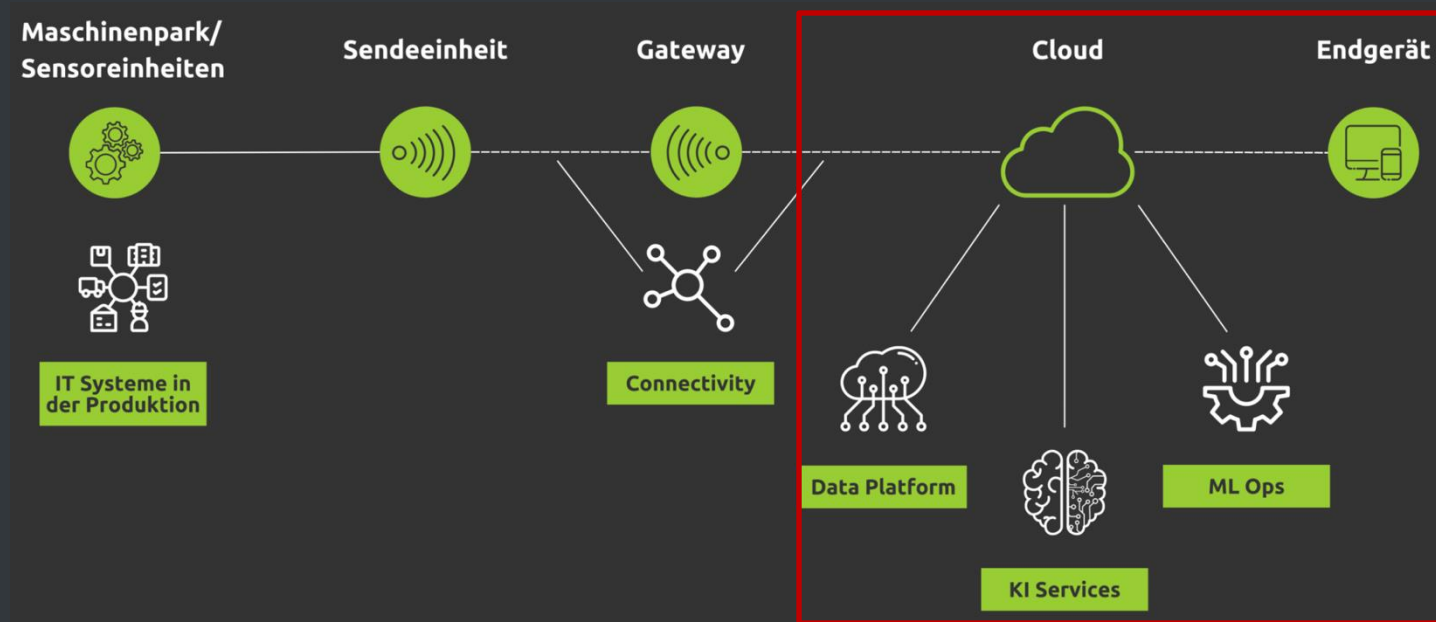 Maschinenpark/
Sensoreinheiten
Sendeeinheit
Gateway
Cloud
Endgerät
IT Systeme in
der Produktion
Connectivity
Data Platform
KI Services
ML Ops